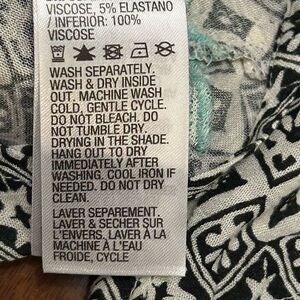 VISCOSE, 5% ELASTANO
/ INFERIOR: 100%
VISCOSE
WASH SEPARATELY.
WASH & DRY INSIDE
OUT. MACHINE WASH
COLD, GENTLE CYCLE.
DO NOT BLEACH. DO
NOT TUMBLE DRY.
DRYING IN THE SHADE.
HANG OUT TO DRY
IMMEDIATELY AFTER
WASHING. COOL IRON IF
NEEDED. DO NOT DRY
CLEAN.
LAVER SEPAREMENT.
LAVER & SECHER SUR
L'ENVERS. LAVER À LA
MACHINE À L'EAU
FROIDE, CYCLE